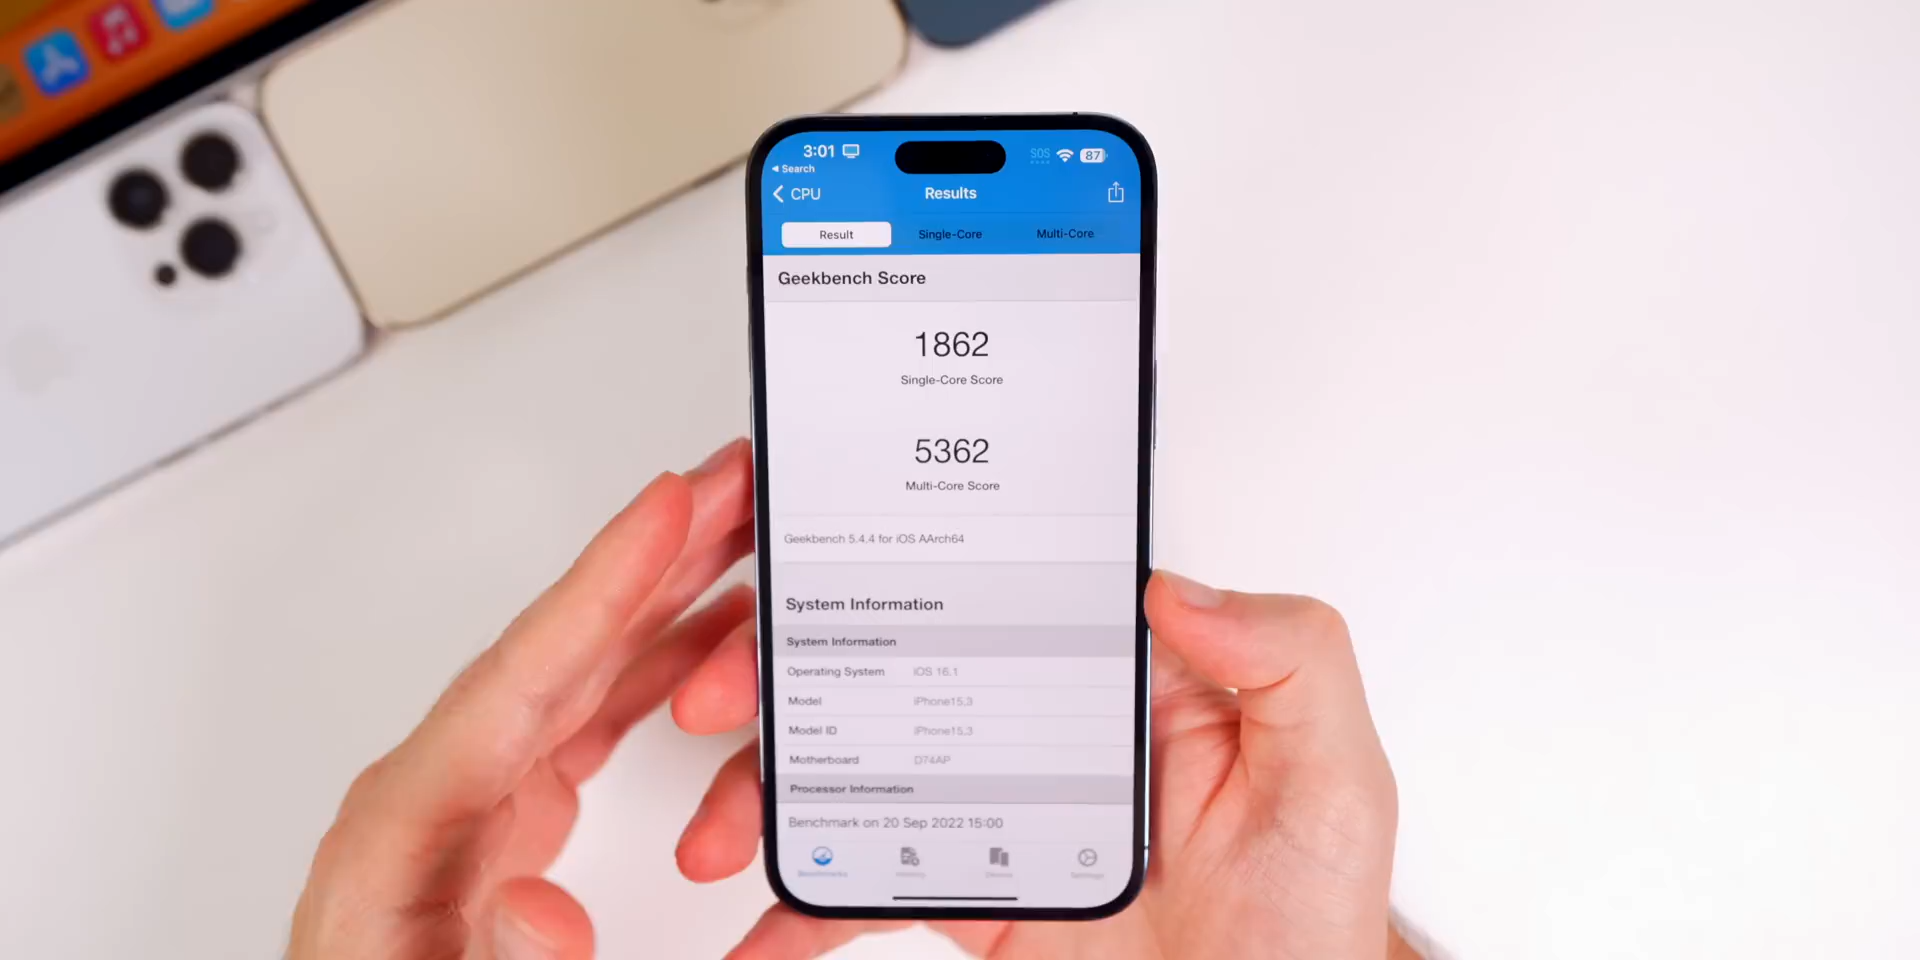 3:01
SOS 87
Search
CPU
Results
Result Single-Core Multi-Core
Geekbench Score
1862
Single-Core Score
5362
Multi-Core Score
Geekbench 5.4.4 for iOS AArch64
System Information
System Information
Operating System iOS 16.1
Model iPhone15,3
Model ID iPhone15,3
Motherboard D74AP
Processor Information
Benchmark on 20 Sep 2022 15:00
Benchmarks
Settings